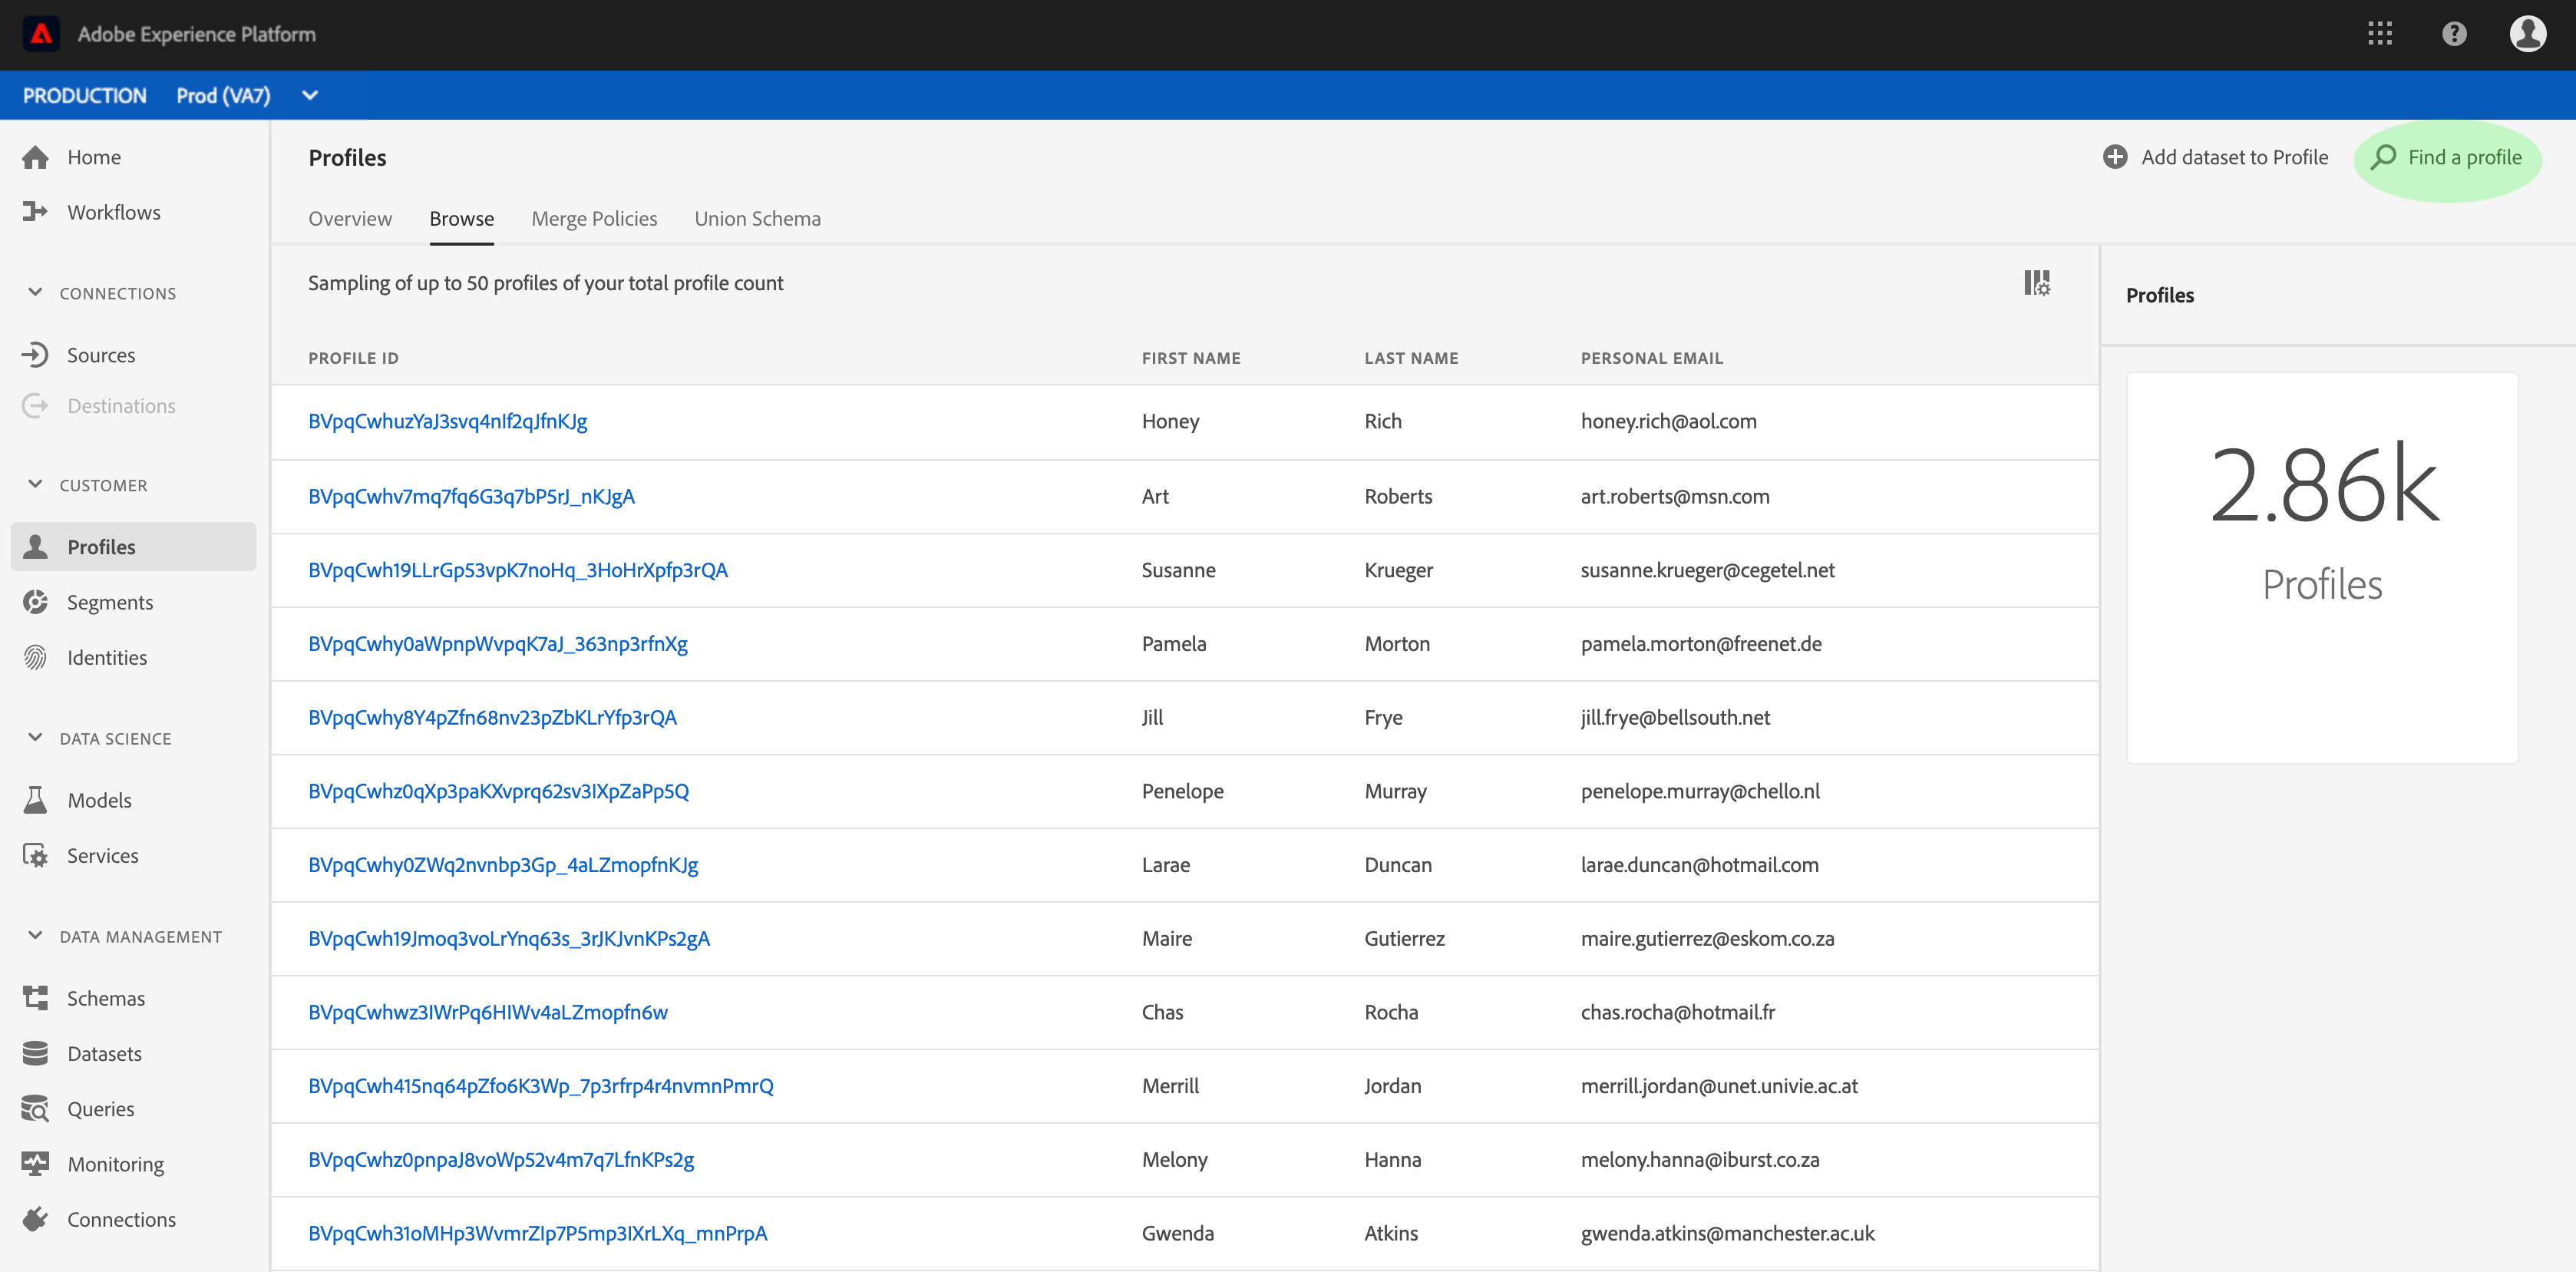 Adobe Experience Platform
PRODUCTION Prod (VA7)
Home
Workflows
CONNECTIONS
Sources
Destinations
CUSTOMER
Profiles
Segments
Identities
DATA SCIENCE
Models
Services
DATA MANAGEMENT
Schemas
Datasets
Queries
Monitoring
Connections
Profiles
Add dataset to Profile Find a profile
Overview Browse Merge Policies Union Schema
Sampling of up to 50 profiles of your total profile count
PROFILE ID FIRST NAME LAST NAME PERSONAL EMAIL
BVpqCwhuzYaJ3svq4nIf2qJfnKJg Honey Rich honey.rich@aol.com
BVpqCwhv7mq7fq6G3q7bP5rJ_nKJgA Art Roberts art.roberts@msn.com
BVpqCwh19LLrGp53vpK7noHq_3HoHrXpfp3rQA Susanne Krueger susanne.krueger@cegetel.net
BVpqCwhy0aWpnpWvpqK7aJ_363np3rfnXg Pamela Morton pamela.morton@freenet.de
BVpqCwhy8Y4pZfn68nv23pZbKLrYfp3rQA Jill Frye jill.frye@bellsouth.net
BVpqCwhz0qXp3paKXvprq62sv3IXpZaPp5Q Penelope Murray penelope.murray@chello.nl
BVpqCwhy0ZWq2nvnbp3Gp_4aLZmopfnKJg Larae Duncan larae.duncan@hotmail.com
BVpqCwh19Jmoq3voLrYnq63s_3rJKJvnKPs2gA Maire Gutierrez maire.gutierrez@eskom.co.za
BVpqCwhwz3IWrPq6HIWv4aLZmopfn6w Chas Rocha chas.rocha@hotmail.fr
BVpqCwh415nq64pZfo6K3Wp_7p3rfrp4r4nvmnPmrQ Merrill Jordan merrill.jordan@unet.univie.ac.at
BVpqCwhz0pnpaJ8voWp52v4m7q7LfnKPs2g Melony Hanna melony.hanna@iburst.co.za
BVpqCwh31oMHp3WvmrZIp7P5mp3IXrLXq_mnPrpA Gwenda Atkins gwenda.atkins@manchester.ac.uk
Profiles
2.86k
Profiles